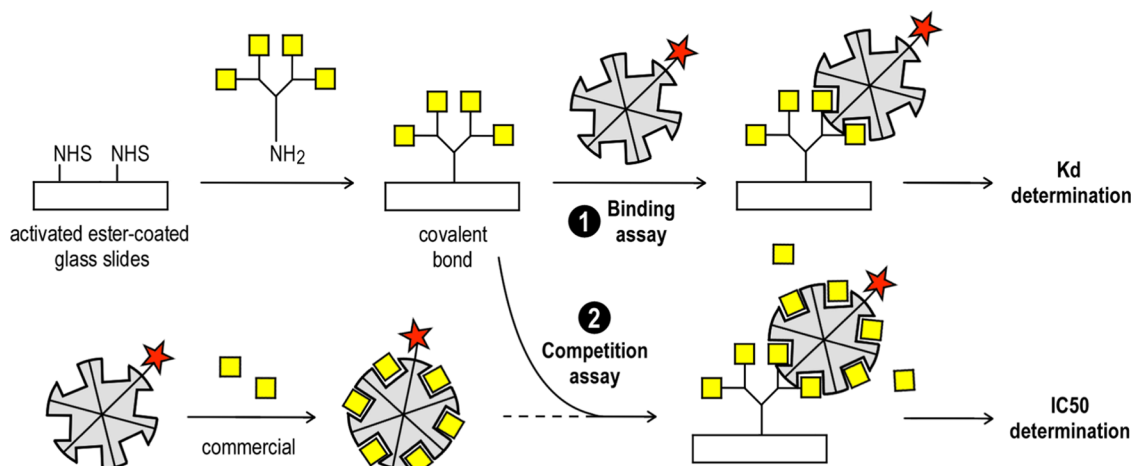 NHS NHS
NH2
activated ester-coated
glass slides
covalent
bond
1 Binding
assay
Kd
determination
2
Competition
assay
commercial
IC50
determination